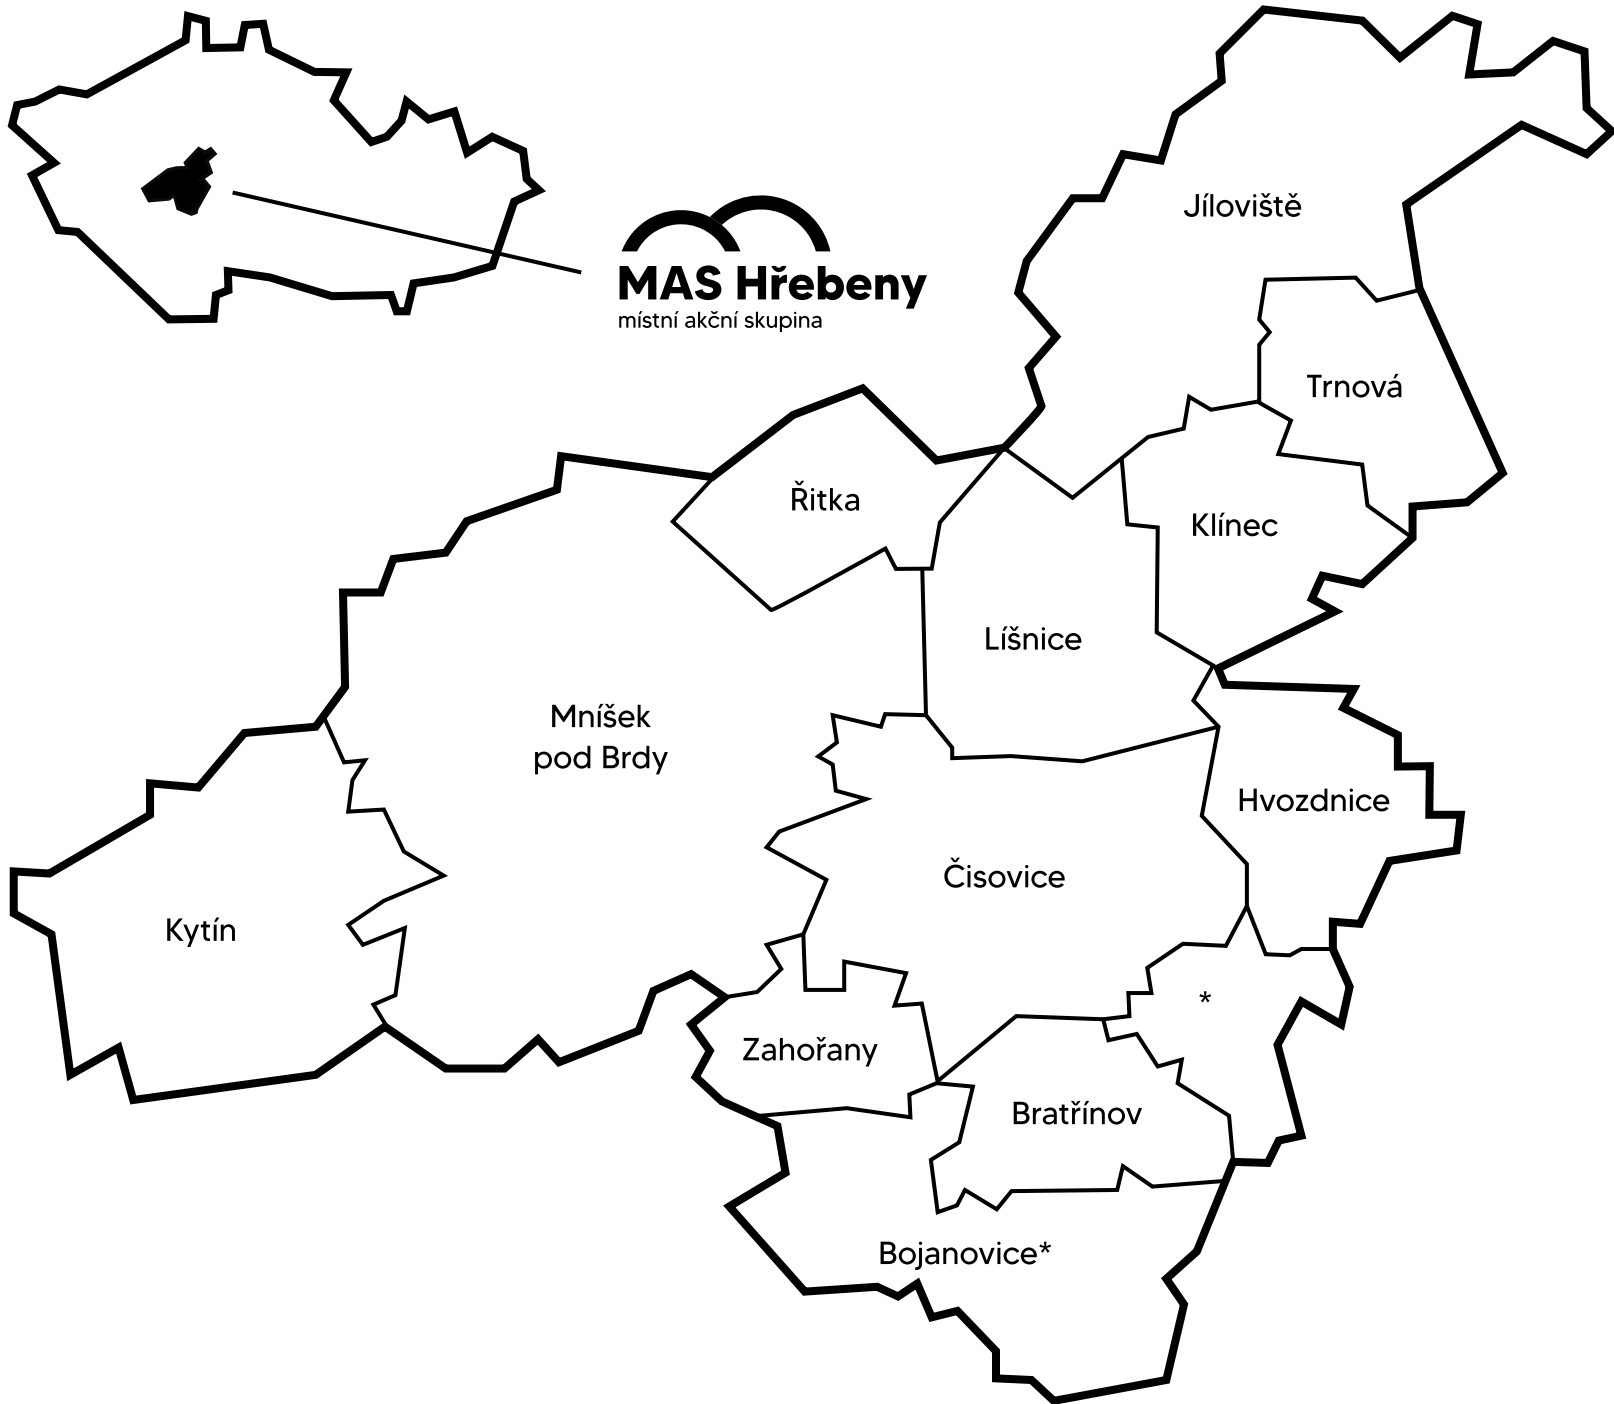 MAS Hřebeny
místní akční skupina
Jíloviště
Trnová
Řitka
Klínec
Líšnice
Mníšek
pod Brdy
Hvozdnice
Čisovice
Kytín
*
Zahořany
Bratřínov
Bojanovice*